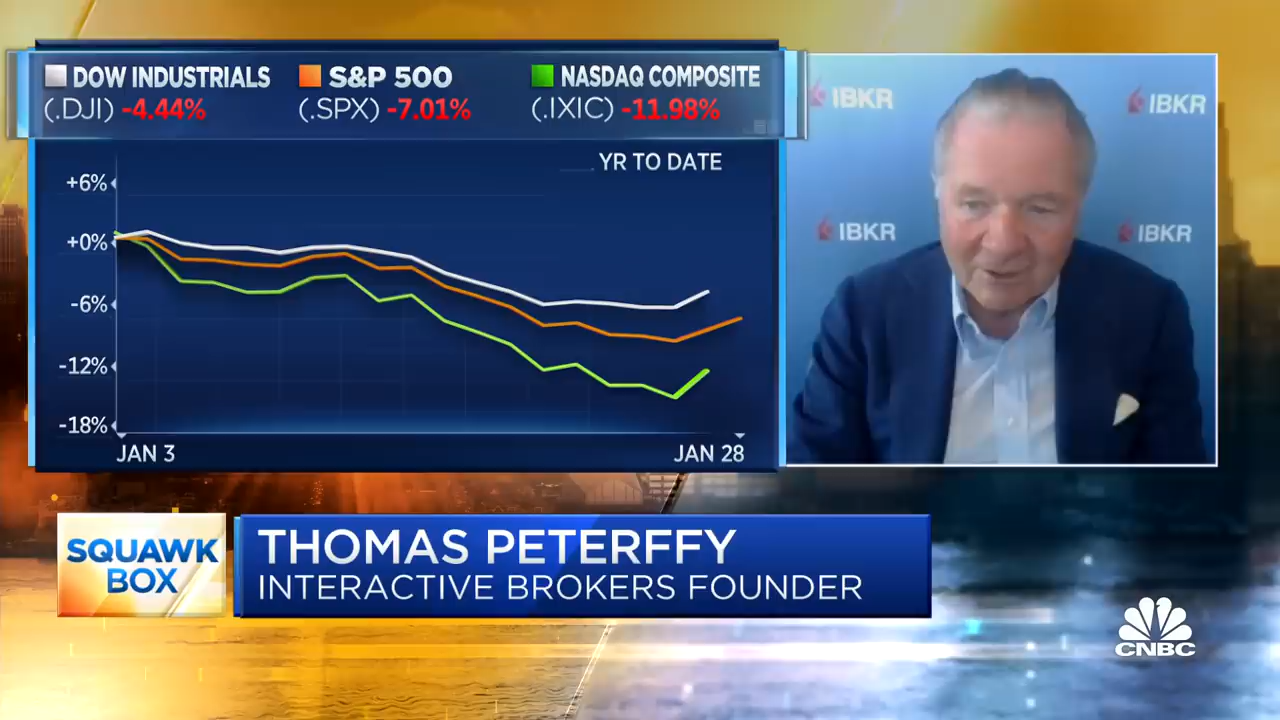 DOW INDUSTRIALS
(.DJI) -4.44%
S&P 500
(.SPX) -7.01%
NASDAQ COMPOSITE
(.IXIC) -11.98%
YR TO DATE
+6%
+0%
-6%
-12%
-18%
JAN 3
JAN 28
IBKR
IBKR
IBKR
IBKR
SQUAWK
BOX
THOMAS PETERFFY
INTERACTIVE BROKERS FOUNDER
CNBC